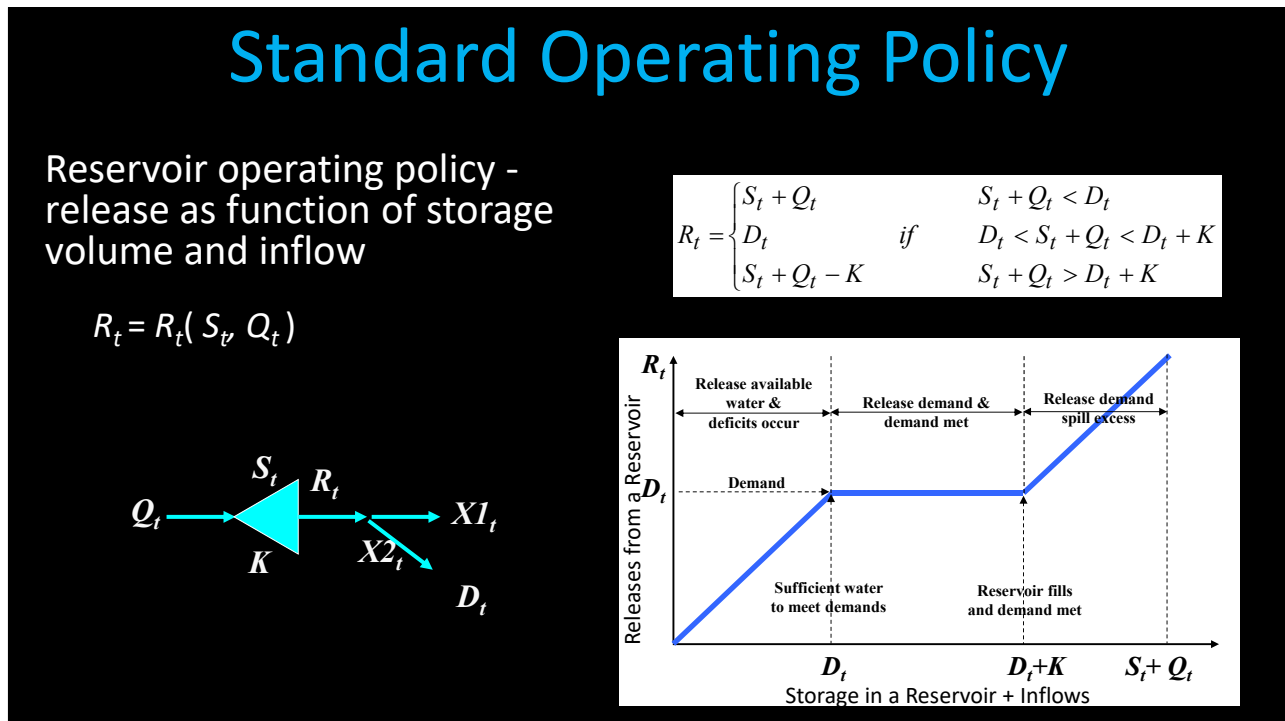 Standard Operating Policy
Reservoir operating policy -
release as function of storage
volume and inflow
R_t = R_t( S_t, Q_t )
Q_t
S_t
R_t
K
X1_t
X2_t
D_t
R_t = { S_t + Q_t    S_t + Q_t < D_t
D_t    if    D_t < S_t + Q_t < D_t + K
S_t + Q_t − K    S_t + Q_t > D_t + K
Releases from a Reservoir
R_t
Release available
water &
deficits occur
Release demand &
demand met
Release demand
spill excess
D_t
Demand
Sufficient water
to meet demands
Reservoir fills
and demand met
D_t
D_t+K
S_t+ Q_t
Storage in a Reservoir + Inflows